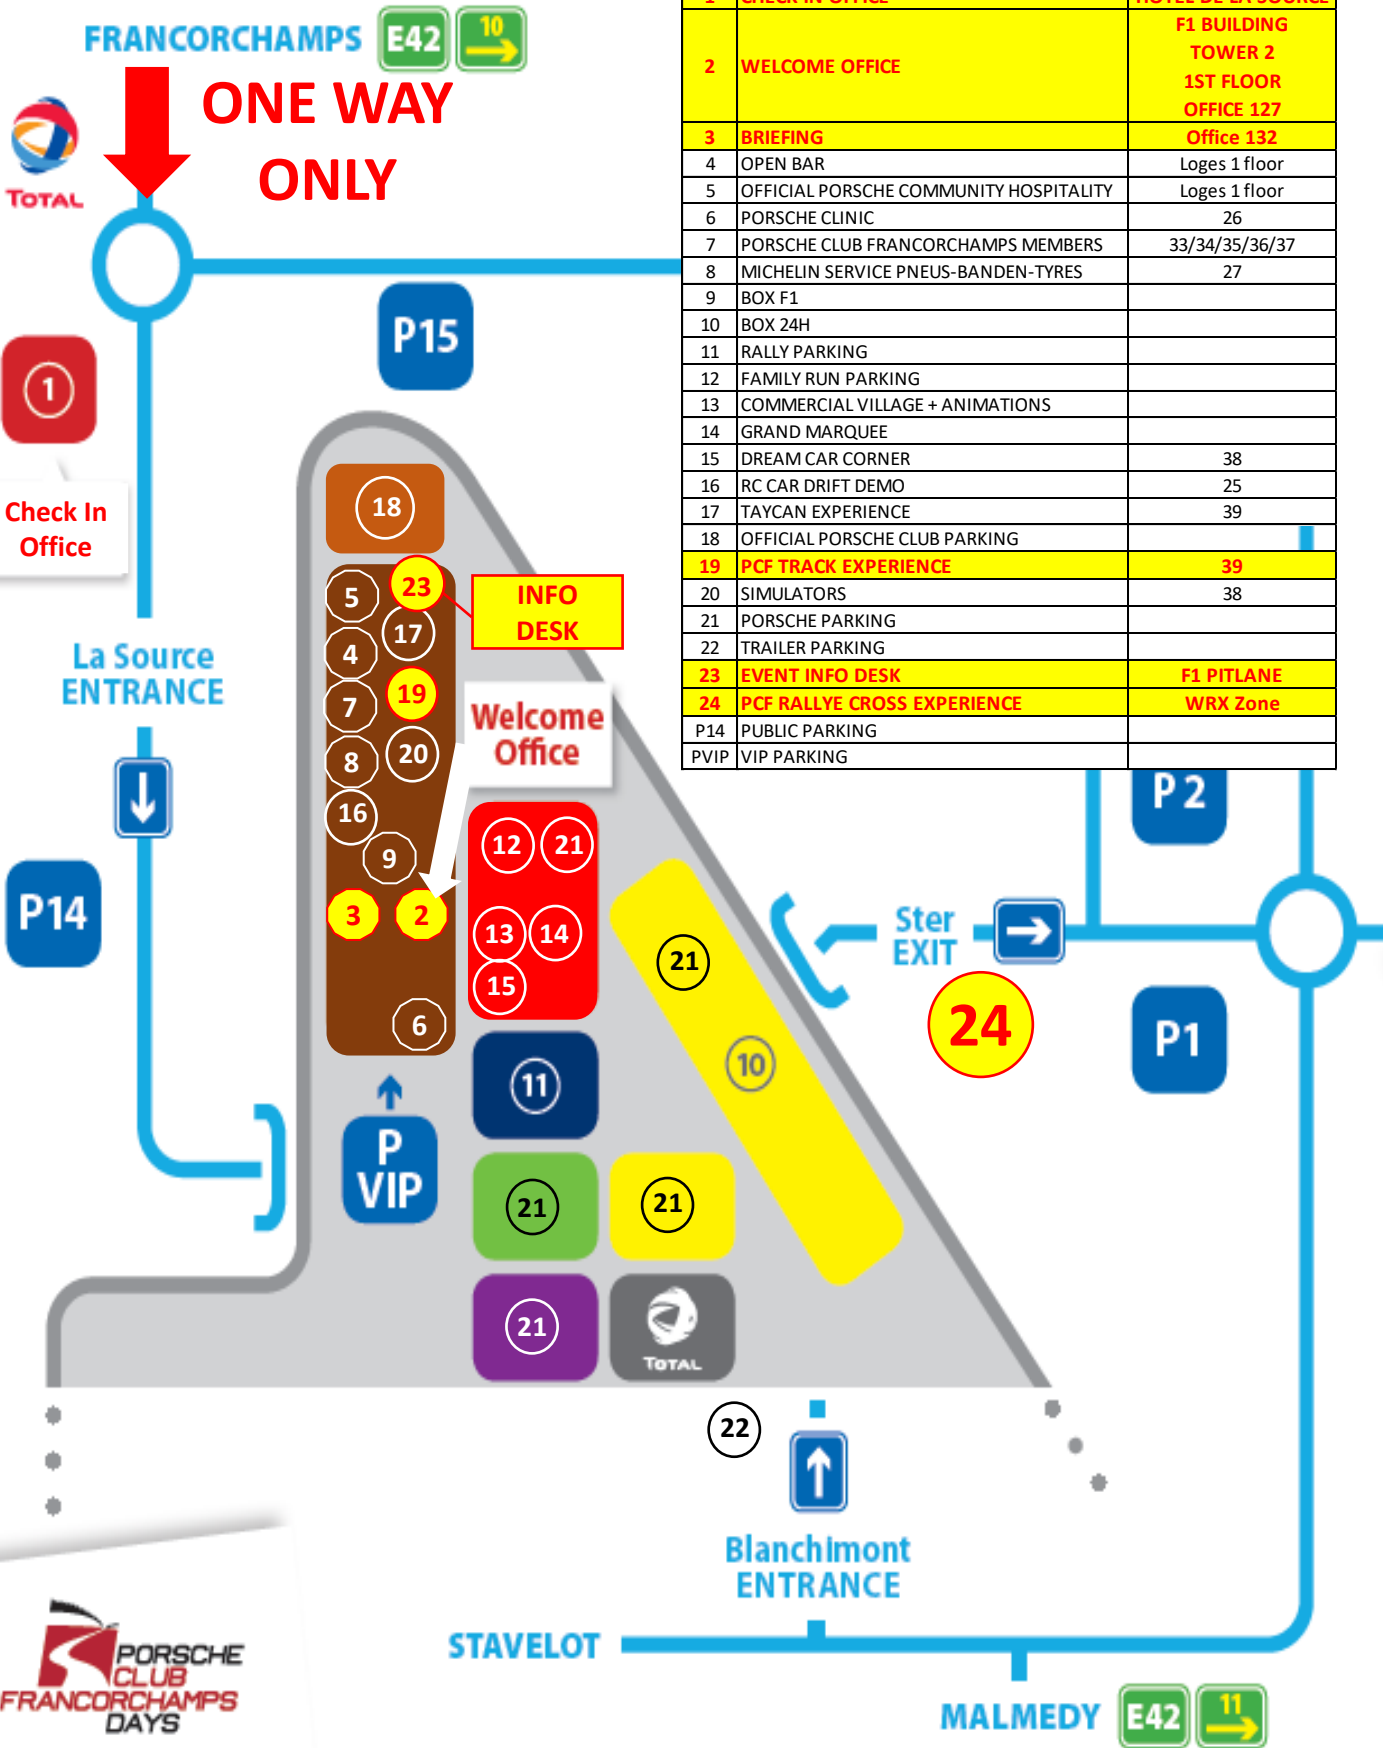 FRANCORCHAMPS E42 10
ONE WAY
ONLY
TOTAL
1 CHECK IN OFFICE HOTEL DE LA SOURCE
2 WELCOME OFFICE F1 BUILDING
TOWER 2
1ST FLOOR
OFFICE 127
3 BRIEFING Office 132
4 OPEN BAR Loges 1 floor
5 OFFICIAL PORSCHE COMMUNITY HOSPITALITY Loges 1 floor
6 PORSCHE CLINIC 26
7 PORSCHE CLUB FRANCORCHAMPS MEMBERS 33/34/35/36/37
8 MICHELIN SERVICE PNEUS-BANDEN-TYRES 27
9 BOX F1
10 BOX 24H
11 RALLY PARKING
12 FAMILY RUN PARKING
13 COMMERCIAL VILLAGE + ANIMATIONS
14 GRAND MARQUEE
15 DREAM CAR CORNER 38
16 RC CAR DRIFT DEMO 25
17 TAYCAN EXPERIENCE 39
18 OFFICIAL PORSCHE CLUB PARKING
19 PCF TRACK EXPERIENCE 39
20 SIMULATORS 38
21 PORSCHE PARKING
22 TRAILER PARKING
23 EVENT INFO DESK F1 PITLANE
24 PCF RALLYE CROSS EXPERIENCE WRX Zone
P14 PUBLIC PARKING
PVIP VIP PARKING
P15
1
Check In
Office
18
5 23
INFO
DESK
17
4
La Source
ENTRANCE
19
7
Welcome
Office
20
8
16
9
12 21
P2
P14
3 2
13 14
15
21
Ster
EXIT
24
P1
6
11
10
P
VIP
21
21
21
TOTAL
22
Blanchimont
ENTRANCE
STAVELOT
PORSCHE
CLUB
FRANCORCHAMPS
DAYS
MALMEDY E42 11